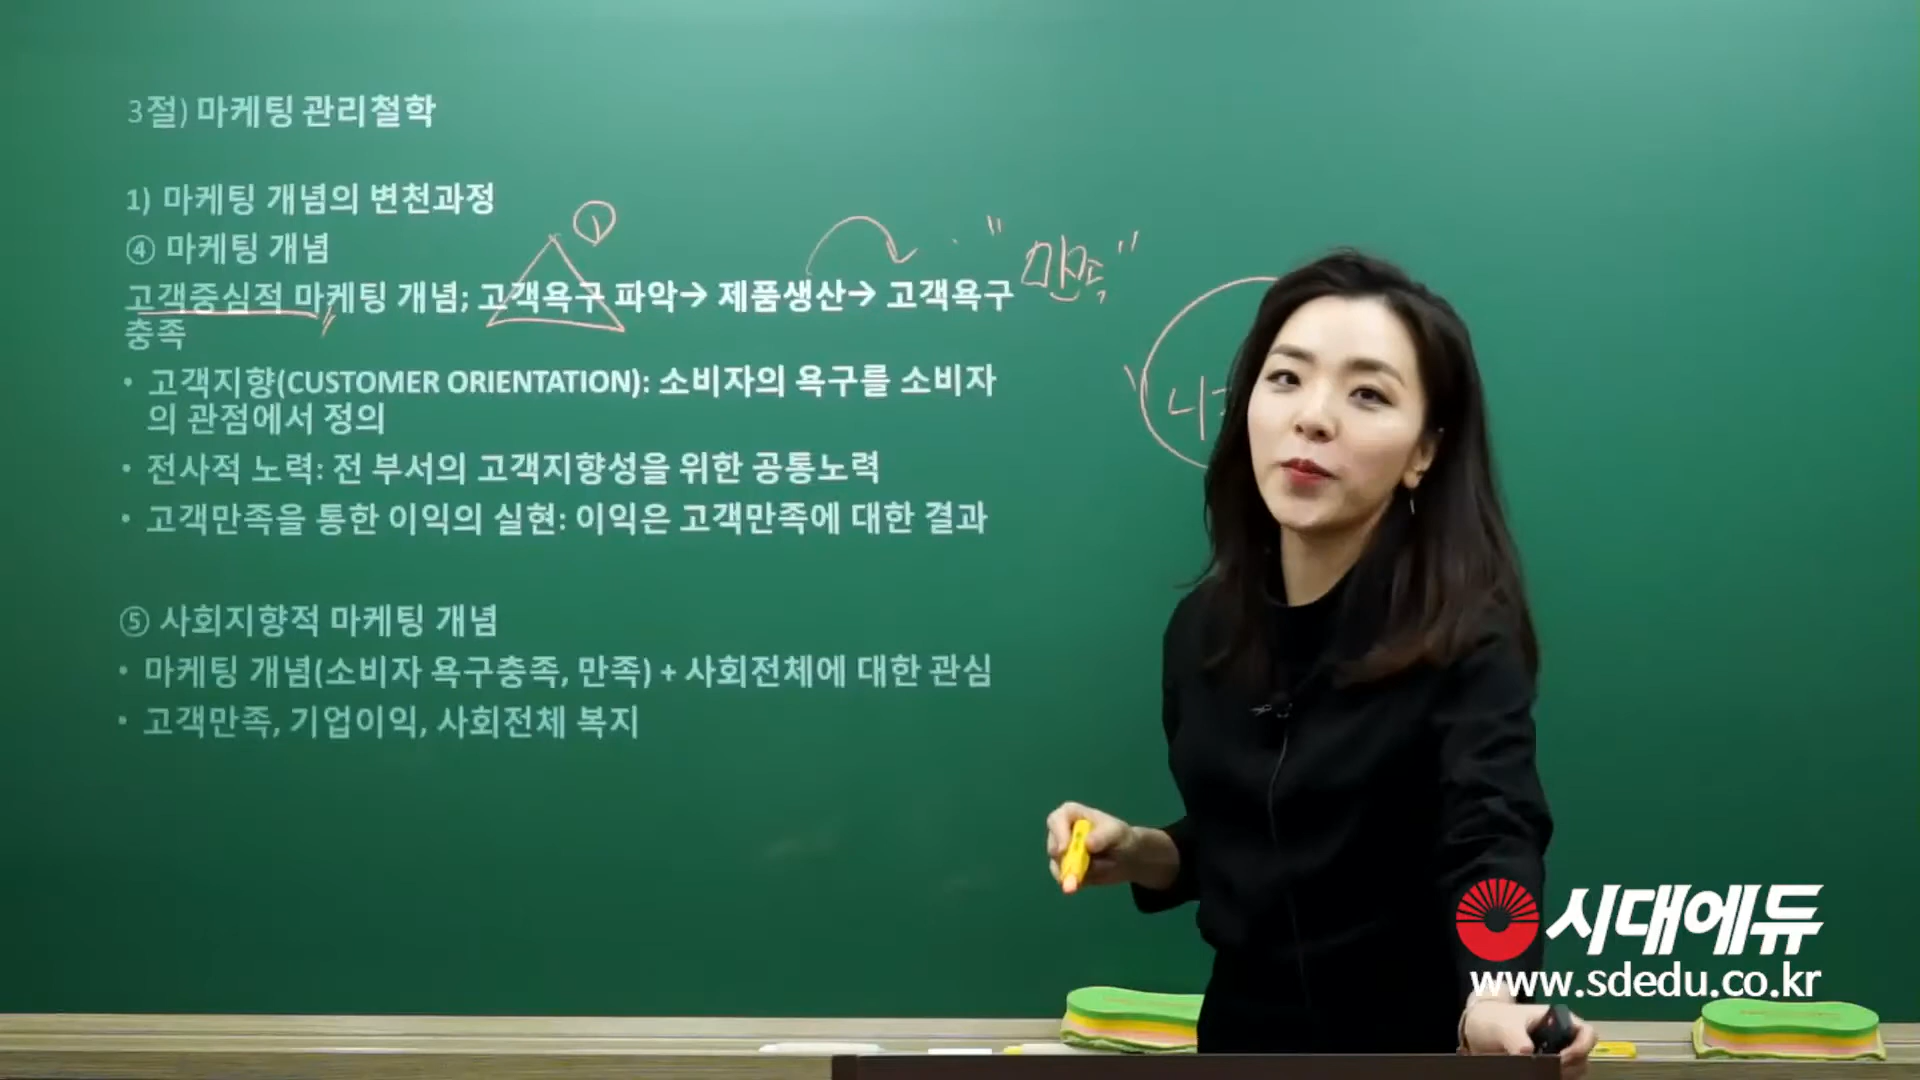 3절) 마케팅 관리철학
1) 마케팅 개념의 변천과정
①
④ 마케팅 개념
"만족"
고객중심적 마케팅 개념; 고객욕구 파악→ 제품생산→ 고객욕구
충족
• 고객지향(CUSTOMER ORIENTATION): 소비자의 욕구를 소비자
의 관점에서 정의
• 전사적 노력: 전 부서의 고객지향성을 위한 공통노력
• 고객만족을 통한 이익의 실현: 이익은 고객만족에 대한 결과
⑤ 사회지향적 마케팅 개념
• 마케팅 개념(소비자 욕구충족, 만족) + 사회전체에 대한 관심
• 고객만족, 기업이익, 사회전체 복지
시대에듀
www.sdedu.co.kr